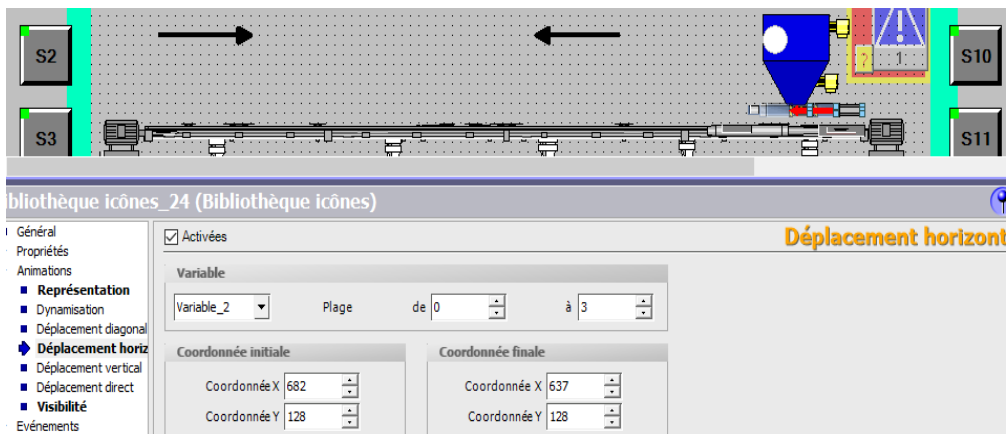 S2
S3
?
1
S10
S11
ibliothèque icônes_24 (Bibliothèque icônes)
Général
Propriétés
Animations
Représentation
Dynamisation
Déplacement diagonal
Déplacement horiz
Déplacement vertical
Déplacement direct
Visibilité
Evénements
Activées
Déplacement horizont
Variable
Variable_2 Plage de 0 à 3
Coordonnée initiale
Coordonnée X 682
Coordonnée Y 128
Coordonnée finale
Coordonnée X 637
Coordonnée Y 128